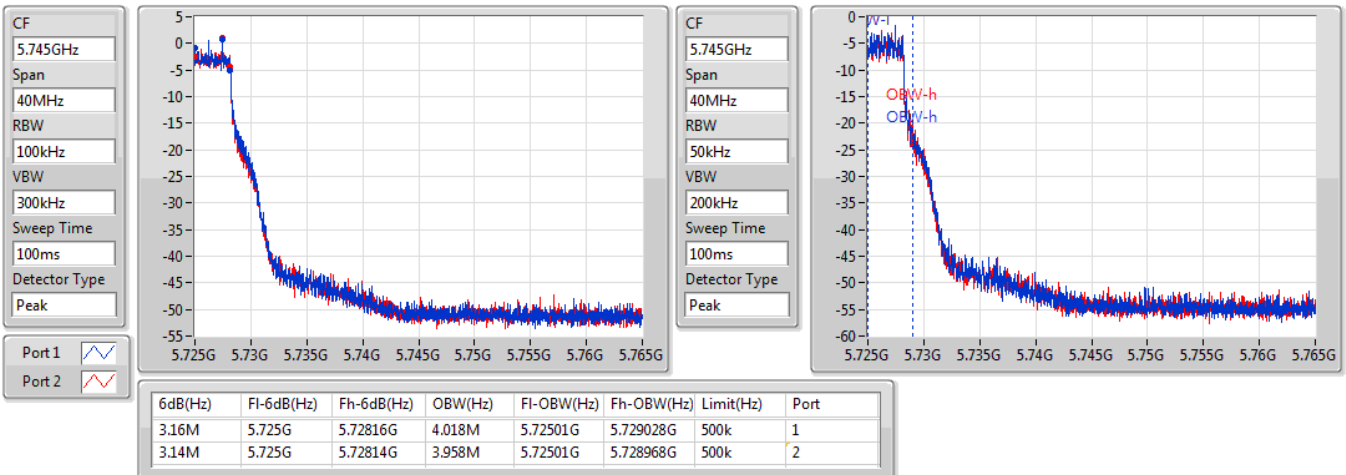 CF
5.745GHz
Span
40MHz
RBW
100kHz
VBW
300kHz
Sweep Time
100ms
Detector Type
Peak
Port 1
Port 2
5
0
-5
-10
-15
-20
-25
-30
-35
-40
-45
-50
-55
5.725G 5.73G 5.735G 5.74G 5.745G 5.75G 5.755G 5.76G 5.765G
CF
5.745GHz
Span
40MHz
RBW
50kHz
VBW
200kHz
Sweep Time
100ms
Detector Type
Peak
0
-5
-10
-15
-20
-25
-30
-35
-40
-45
-50
-55
-60
OBW-h
OBW-h
5.725G 5.73G 5.735G 5.74G 5.745G 5.75G 5.755G 5.76G 5.765G
6dB(Hz) Fl-6dB(Hz) Fh-6dB(Hz) OBW(Hz) Fl-OBW(Hz) Fh-OBW(Hz) Limit(Hz) Port
3.16M 5.725G 5.72816G 4.018M 5.72501G 5.729028G 500k 1
3.14M 5.725G 5.72814G 3.958M 5.72501G 5.728968G 500k 2